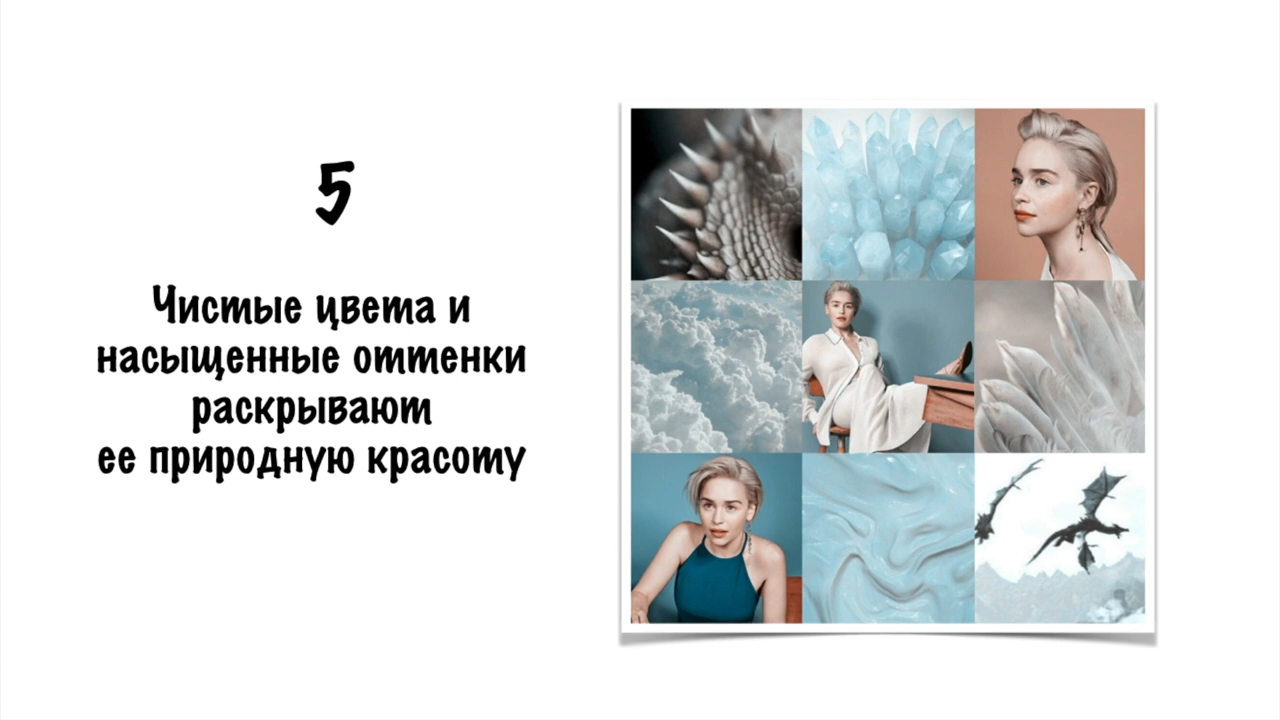 5
Чистые цвета и
насыщенные оттенки
раскрывают
ее природную красоту